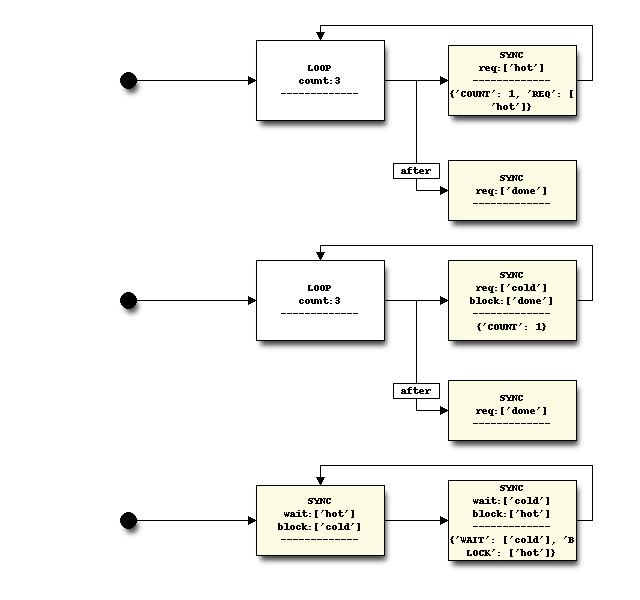 LOOP
count:3
-------------
SYNC
req:['hot']
-------------
{'COUNT': 1, 'REQ': [
'hot']}
after
SYNC
req:['done']
-------------
LOOP
count:3
-------------
SYNC
req:['cold']
block:['done']
-------------
{'COUNT': 1}
after
SYNC
req:['done']
-------------
SYNC
wait:['hot']
block:['cold']
-------------
SYNC
wait:['cold']
block:['hot']
-------------
{'WAIT': ['cold'], 'B
LOCK': ['hot']}